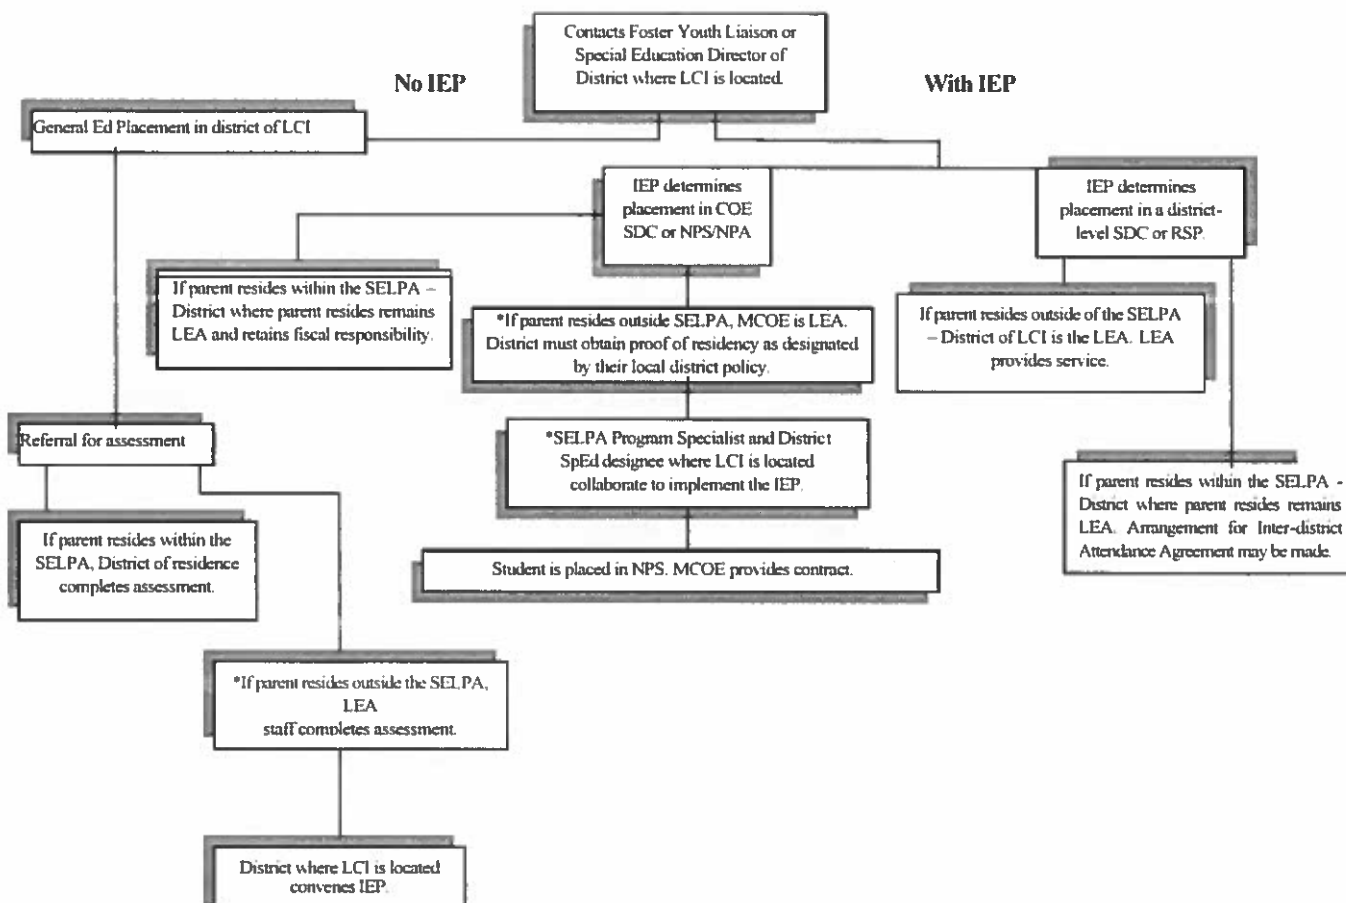 Contacts Foster Youth Liaison or
Special Education Director of
District where LCI is located.
No IEP
With IEP
General Ed Placement in district of LCI
IEP determines
placement in COE
SDC or NPS/NPA
IEP determines
placement in a district-
level SDC or RSP.
If parent resides within the SELPA –
District where parent resides remains
LEA and retains fiscal responsibility.
*If parent resides outside SELPA, MCOE is LEA.
District must obtain proof of residency as designated
by their local district policy.
If parent resides outside of the SELPA
– District of LCI is the LEA. LEA
provides service.
Referral for assessment
*SELPA Program Specialist and District
SpEd designee where LCI is located
collaborate to implement the IEP.
If parent resides within the SELPA -
District where parent resides remains
LEA. Arrangement for Inter-district
Attendance Agreement may be made.
If parent resides within the
SELPA, District of residence
completes assessment.
Student is placed in NPS. MCOE provides contract.
*If parent resides outside the SELPA,
LEA
staff completes assessment.
District where LCI is located
convenes IEP.